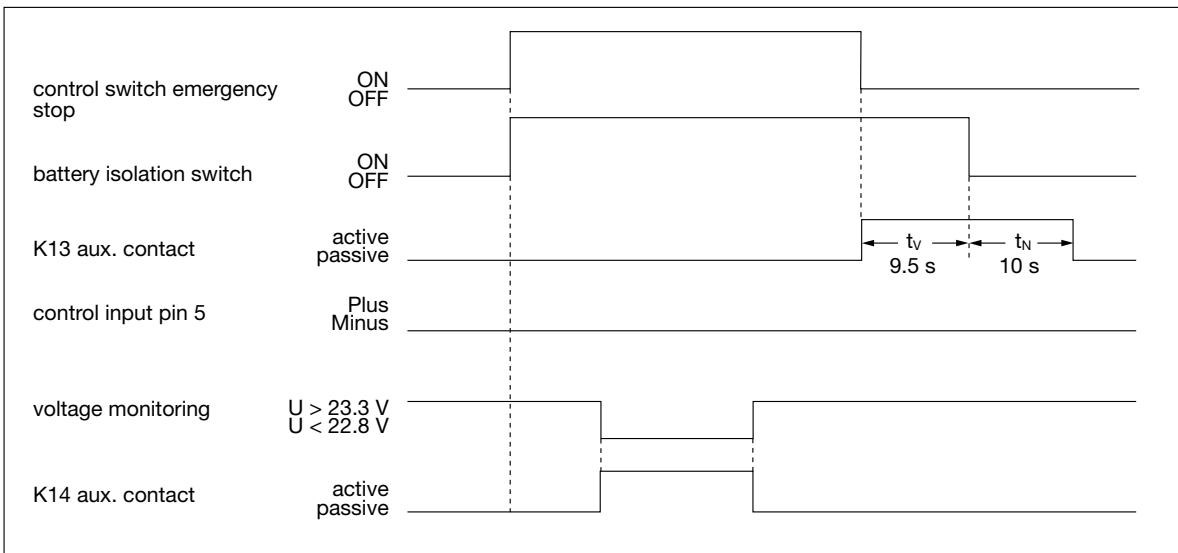 control switch emergency
stop
ON
OFF
battery isolation switch
ON
OFF
K13 aux. contact
active
passive
tV
9.5 s
tN
10 s
control input pin 5
Plus
Minus
voltage monitoring
U > 23.3 V
U < 22.8 V
K14 aux. contact
active
passive